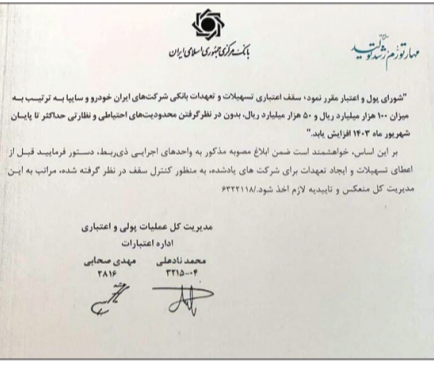 بانک مرکزی جمهوری اسلامی ایران
مهار تورم، رشد تولید
"شورای پول و اعتبار مقرر نمود؛ سقف اعتباری تسهیلات و تعهدات بانکی شرکت‌های ایران خودرو و سایپا به ترتیب به
میزان ۱۰۰ هزار میلیارد ریال و ۵۰ هزار میلیارد ریال، بدون در نظر گرفتن محدودیت‌های احتیاطی و نظارتی حداکثر تا پایان
شهریور ماه ۱۴۰۳ افزایش یابد."
بر این اساس، خواهشمند است ضمن ابلاغ مصوبه مذکور به واحدهای اجرایی ذی‌ربط، دستور فرمایید قبل از
اعطای تسهیلات و ایجاد تعهدات برای شرکت های یادشده، به منظور کنترل سقف در نظر گرفته شده، مراتب به این
مدیریت کل منعکس و تاییدیه لازم اخذ شود./۶۳۲۲۱۱۸
مدیریت کل عملیات پولی و اعتباری
اداره اعتبارات
محمد نادعلی مهدی صحابی
۳۲۱۵-۰۴ ۲۸۱۶